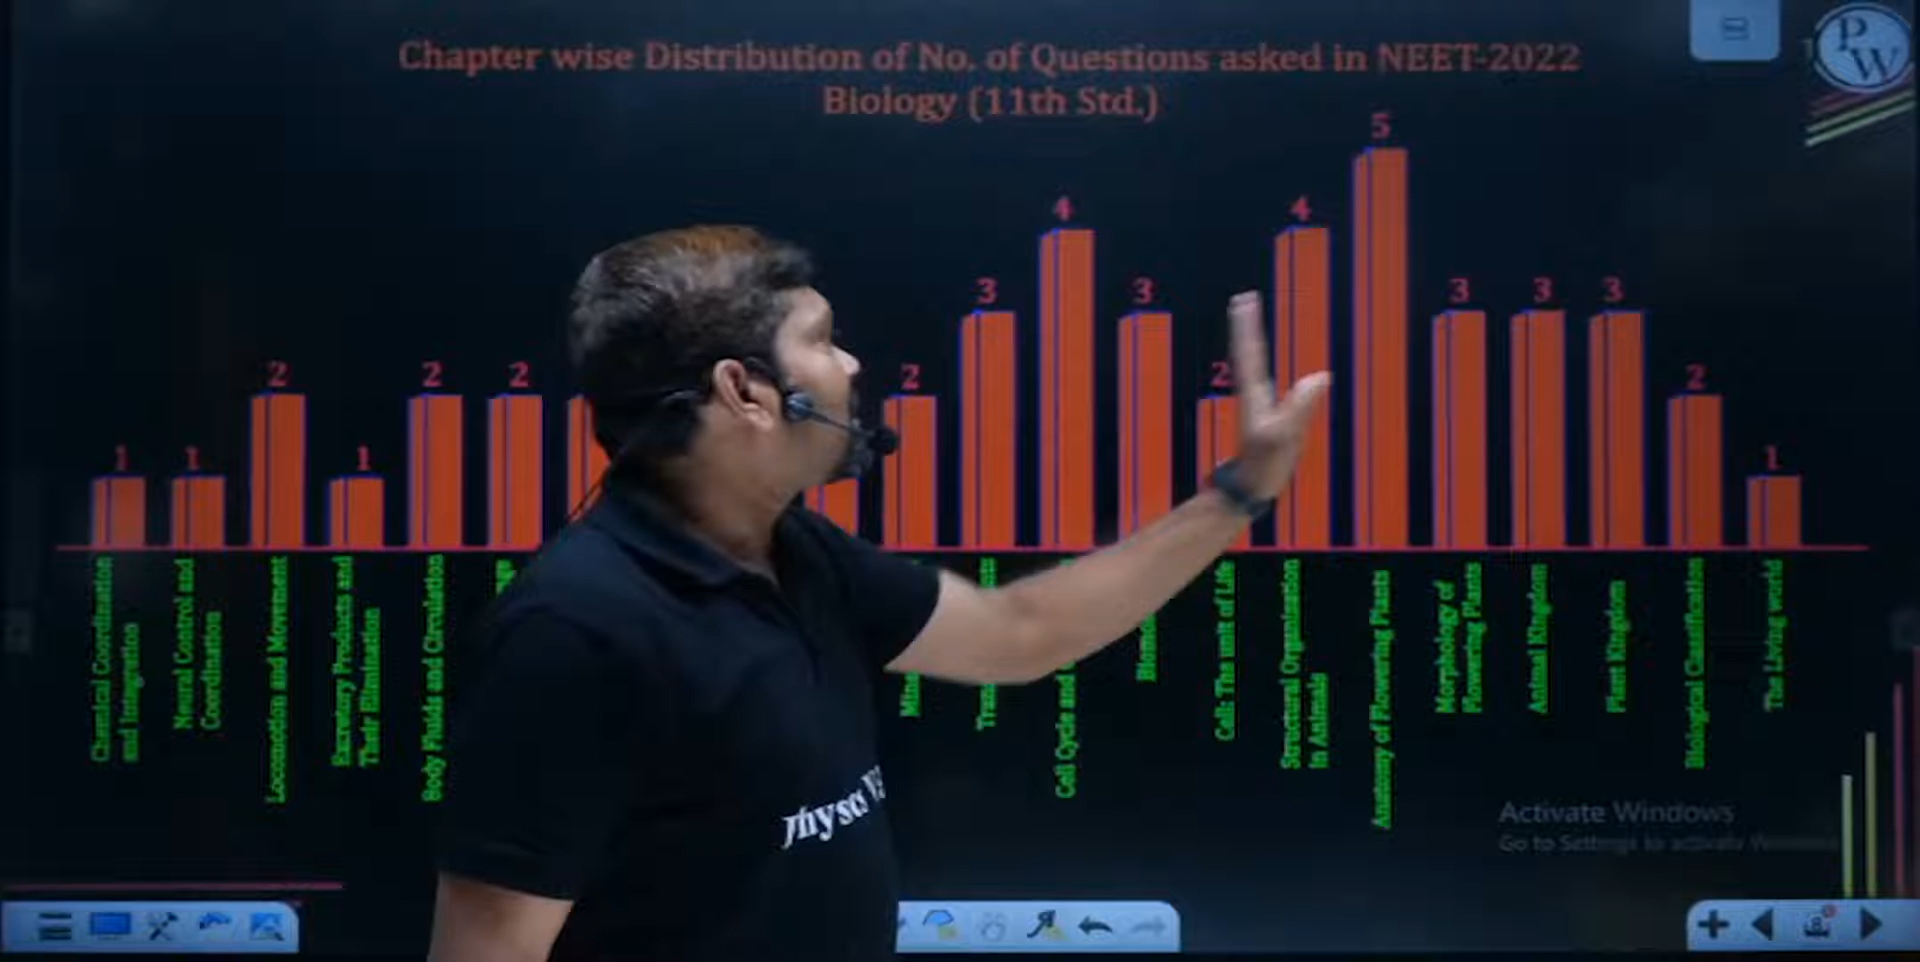 Chapter wise Distribution of No. of Questions asked in NEET-2022
Biology (11th Std.)
P
W
5
4
4
3
3
3
3
3
2
2
2
2
2
2
1
1
1
1
Chemical Coordination
and Integration
Neural Control and
Coordination
Locomotion and Movement
Excretory Products and
Their Elimination
Body Fluids and Circulation
Cell Cycle and
Cell: The unit of Life
Structural Organization
in Animals
Anatomy of Flowering Plants
Morphology of
Flowering Plants
Animal Kingdom
Plant Kingdom
Biological Classification
The Living world
Activate Windows
Go to Settings to activate Windows